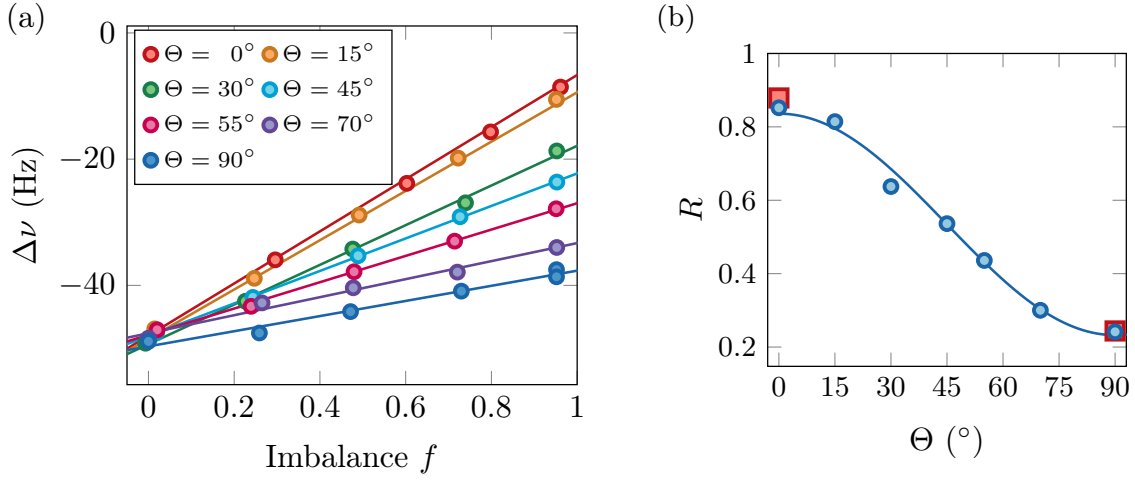 (a)
0
−20
−40
Δν (Hz)
Θ = 0° Θ = 15°
Θ = 30° Θ = 45°
Θ = 55° Θ = 70°
Θ = 90°
0 0.2 0.4 0.6 0.8 1
Imbalance f
(b)
1
0.8
0.6
0.4
0.2
R
0 15 30 45 60 75 90
Θ (°)